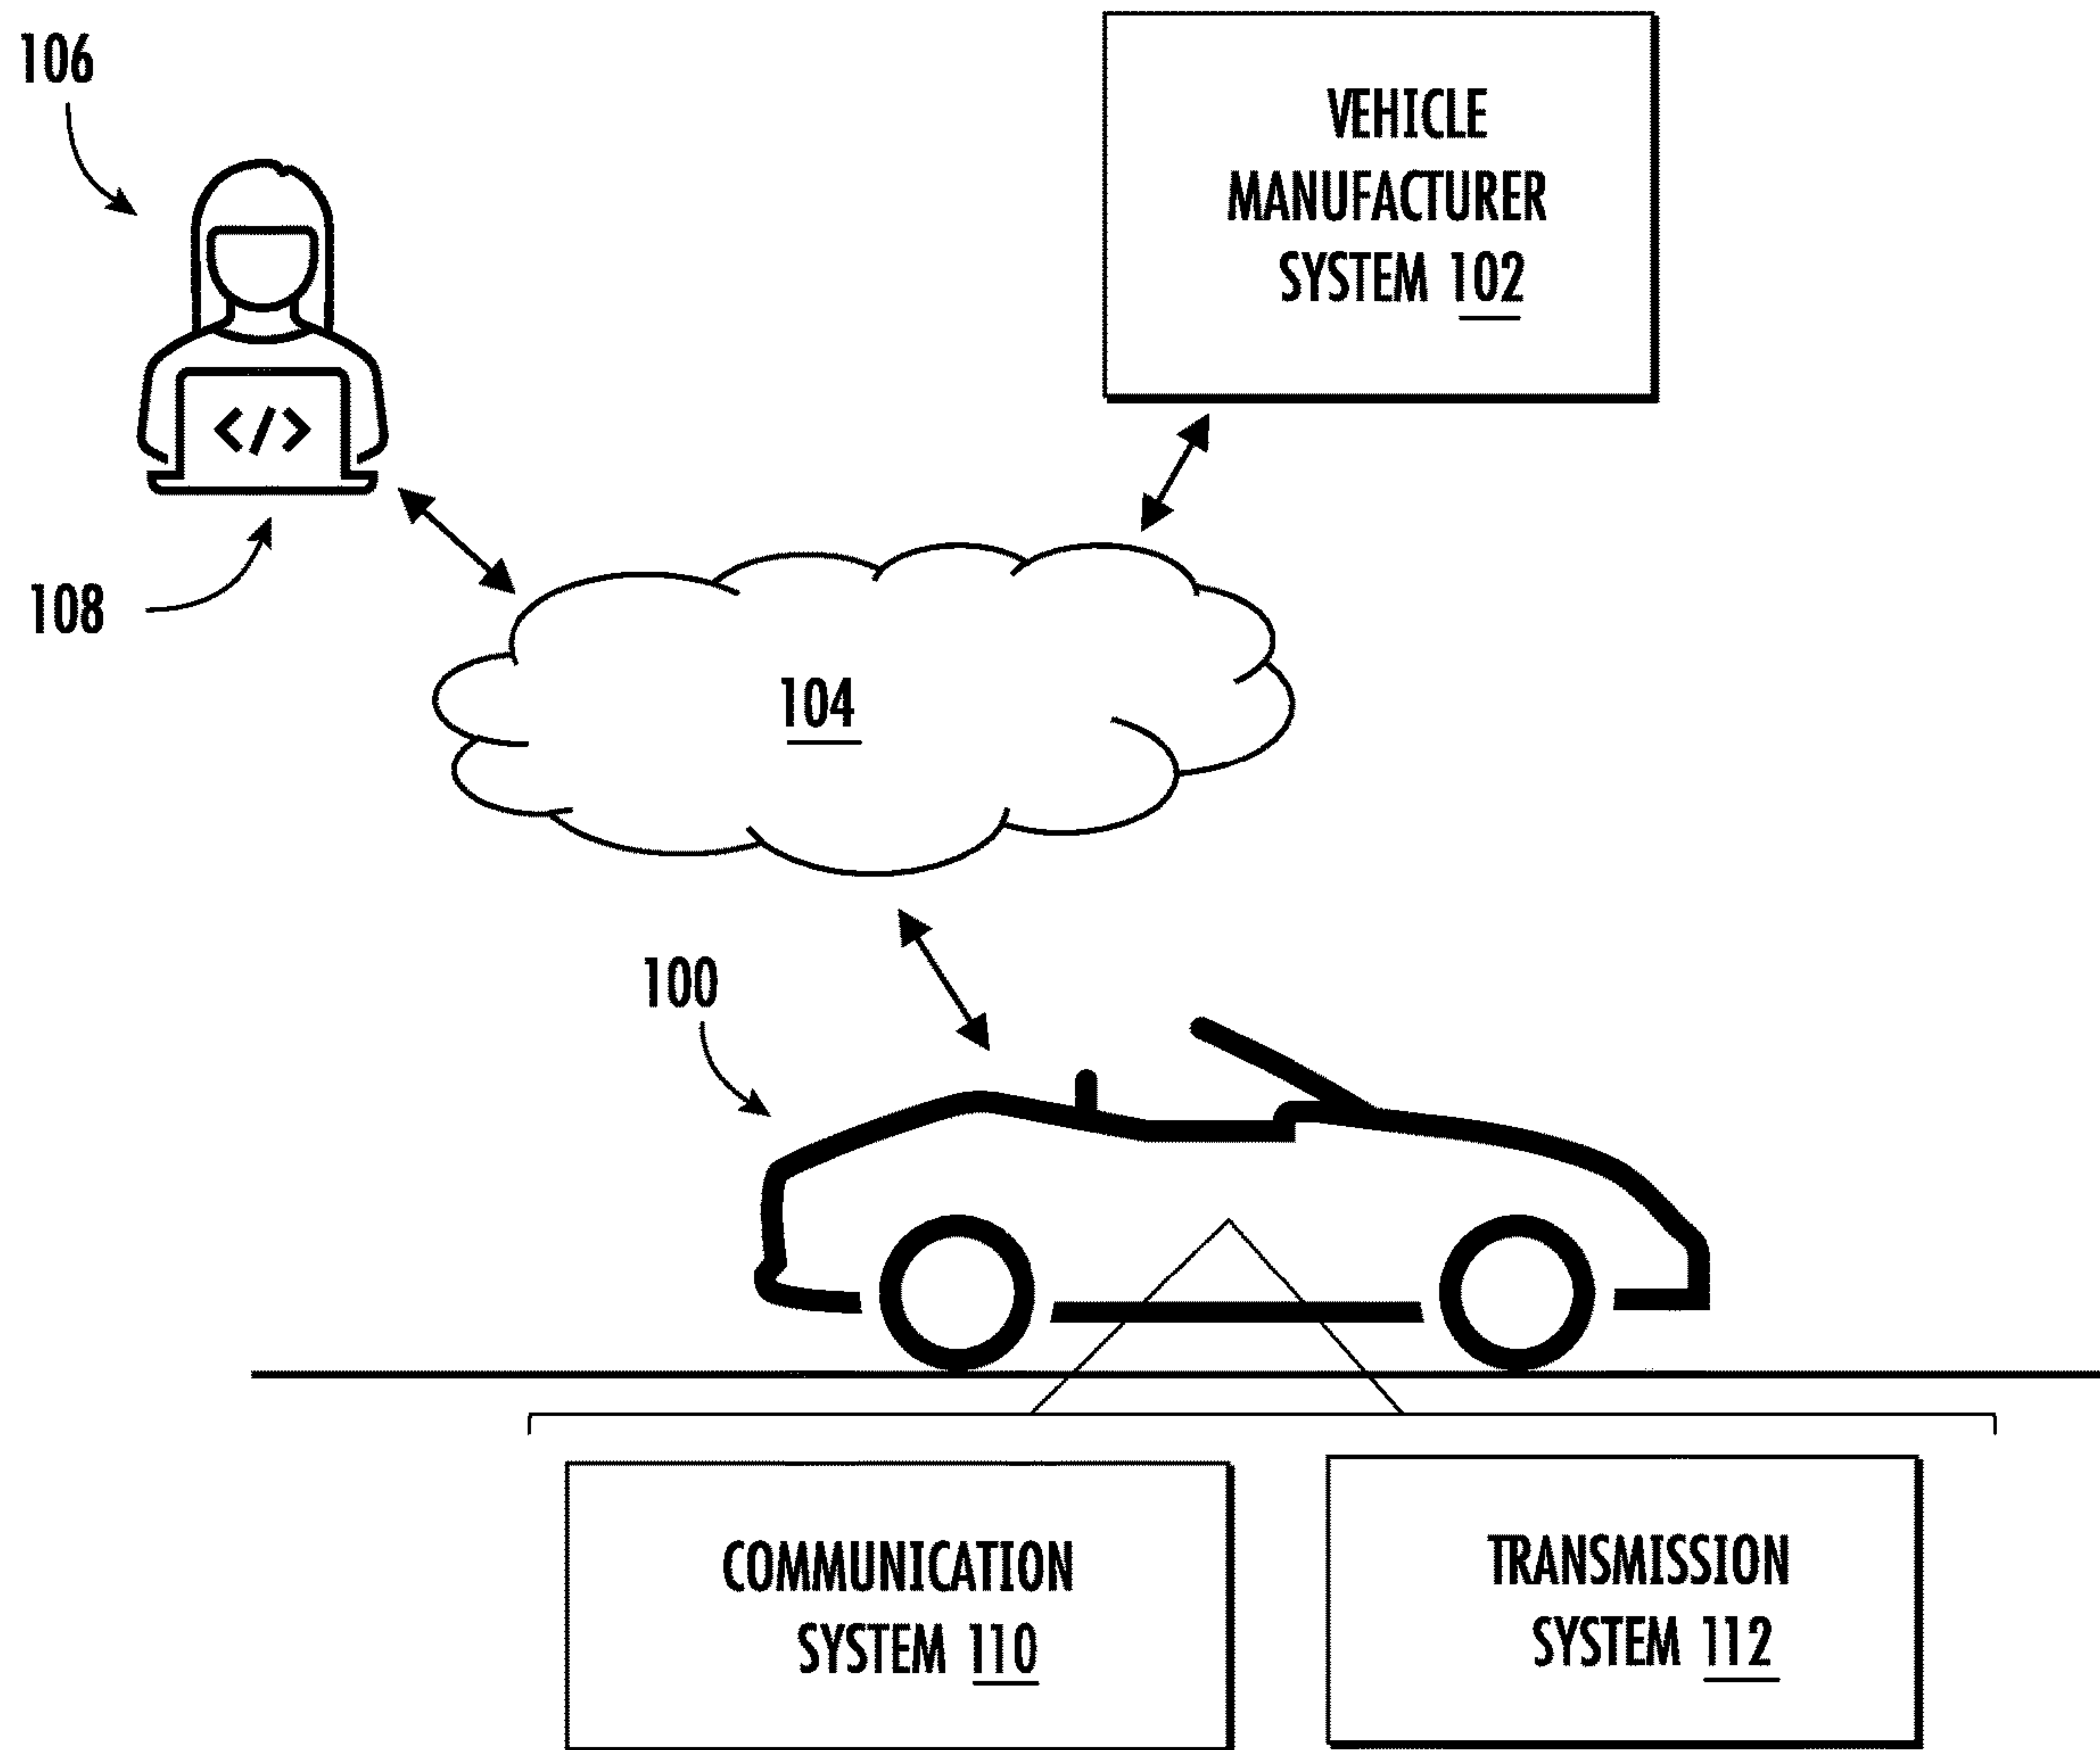 106
VEHICLE
MANUFACTURER
SYSTEM 102
</>
108
104
100
COMMUNICATION
SYSTEM 110
TRANSMISSION
SYSTEM 112